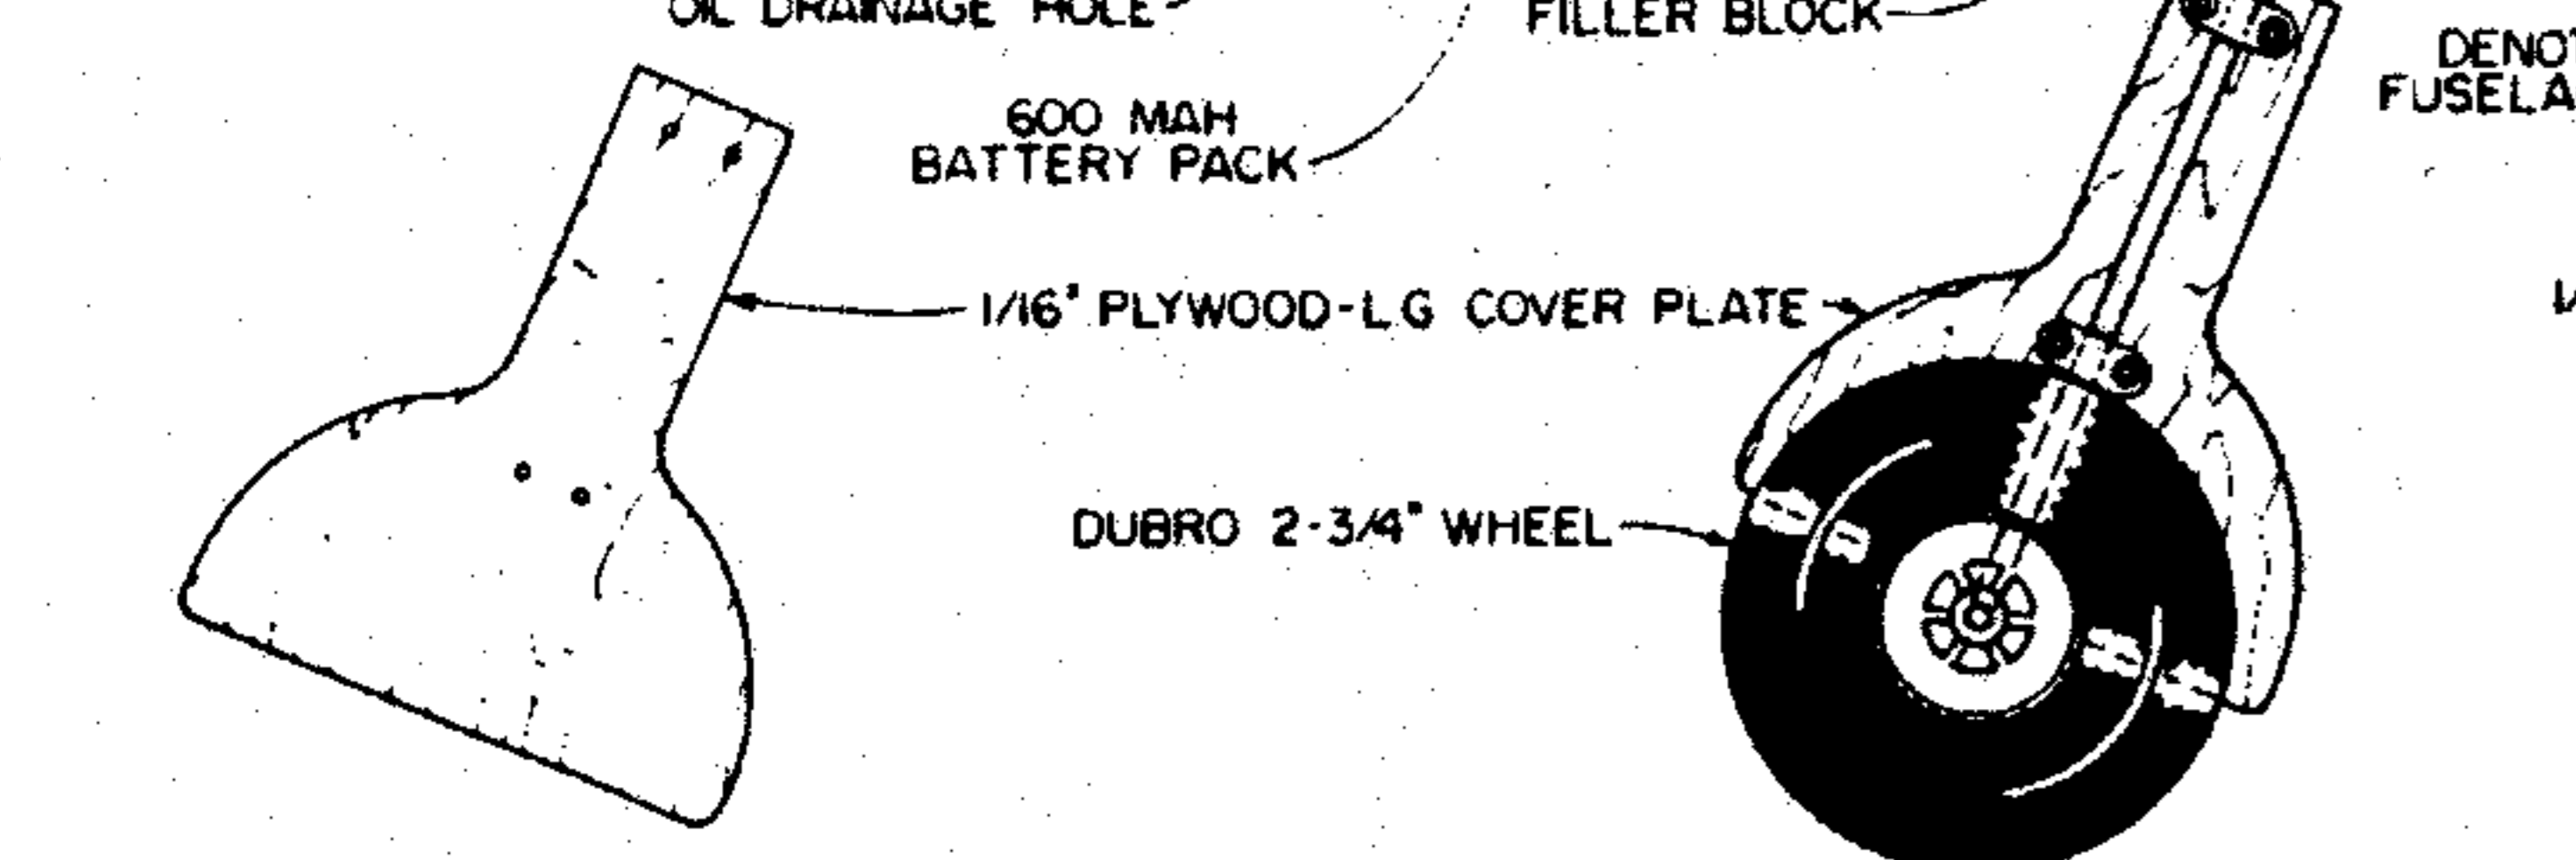 OIL DRAINAGE HOLE
FILLER BLOCK
600 MAH
BATTERY PACK
1/16" PLYWOOD-LG COVER PLATE
DUBRO 2-3/4" WHEEL